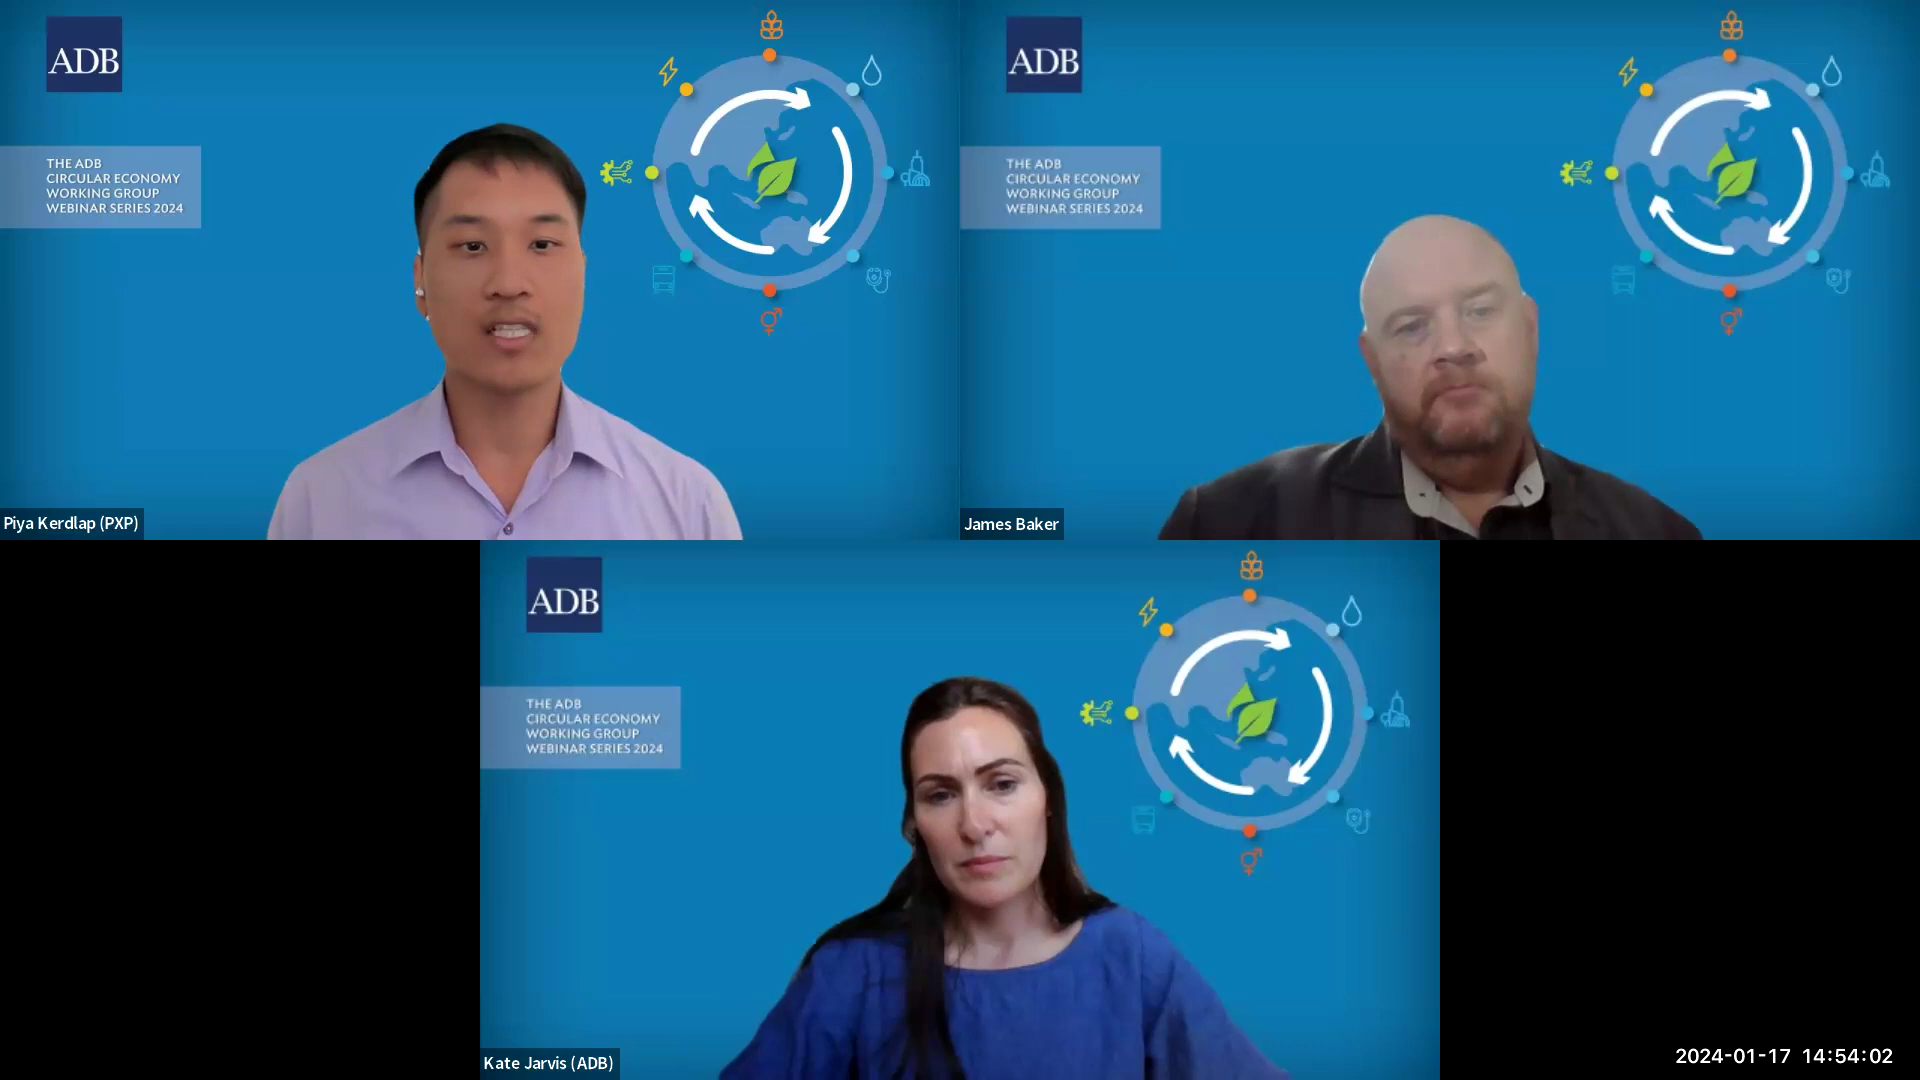 ADB
THE ADB
CIRCULAR ECONOMY
WORKING GROUP
WEBINAR SERIES 2024
Piya Kerdlap (PXP)
ADB
THE ADB
CIRCULAR ECONOMY
WORKING GROUP
WEBINAR SERIES 2024
James Baker
ADB
THE ADB
CIRCULAR ECONOMY
WORKING GROUP
WEBINAR SERIES 2024
Kate Jarvis (ADB)
2024-01-17 14:54:02